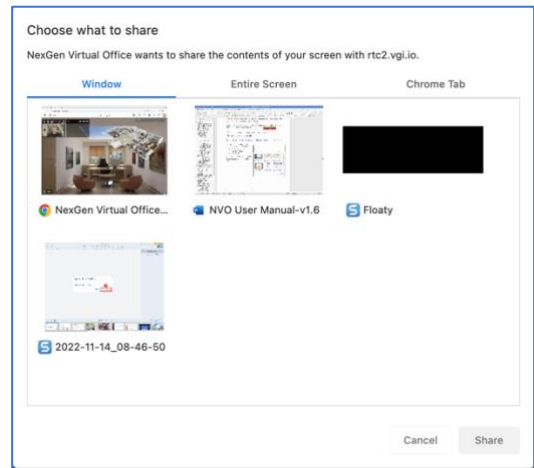 Choose what to share
NexGen Virtual Office wants to share the contents of your screen with rtc2.vgi.io.
Window Entire Screen Chrome Tab
NexGen Virtual Office... NVO User Manual-v1.6 Floaty
2022-11-14_08-46-50
Cancel Share